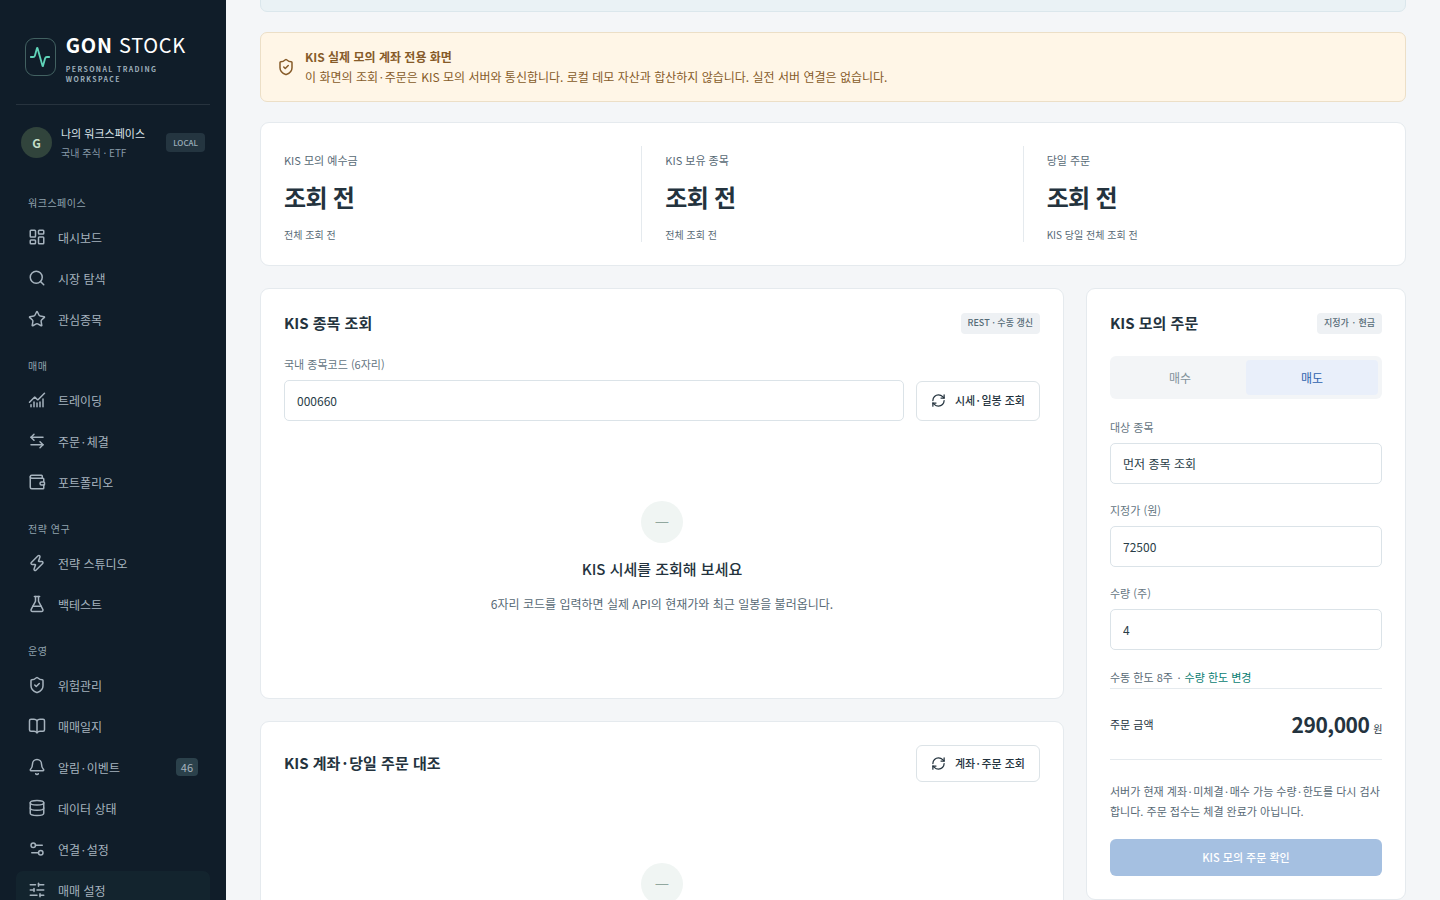 GON STOCK
PERSONAL TRADING
WORKSPACE
G
나의 워크스페이스
국내 주식 · ETF
LOCAL
워크스페이스
대시보드
시장 탐색
관심종목
매매
트레이딩
주문·체결
포트폴리오
전략 연구
전략 스튜디오
백테스트
운영
위험관리
매매일지
알림·이벤트
46
데이터 상태
연결·설정
매매 설정
KIS 실제 모의 계좌 전용 화면
이 화면의 조회·주문은 KIS 모의 서버와 통신합니다. 로컬 데모 자산과 합산하지 않습니다. 실전 서버 연결은 없습니다.
KIS 모의 예수금
조회 전
전체 조회 전
KIS 보유 종목
조회 전
전체 조회 전
당일 주문
조회 전
KIS 당일 전체 조회 전
KIS 종목 조회
REST · 수동 갱신
국내 종목코드 (6자리)
000660
시세·일봉 조회
—
KIS 시세를 조회해 보세요
6자리 코드를 입력하면 실제 API의 현재가와 최근 일봉을 불러옵니다.
KIS 계좌·당일 주문 대조
계좌·주문 조회
—
KIS 모의 주문
지정가 · 현금
매수
매도
대상 종목
먼저 종목 조회
지정가 (원)
72500
수량 (주)
4
수동 한도 8주 · 수량 한도 변경
주문 금액
290,000 원
서버가 현재 계좌·미체결·매수 가능 수량·한도를 다시 검사
합니다. 주문 접수는 체결 완료가 아닙니다.
KIS 모의 주문 확인